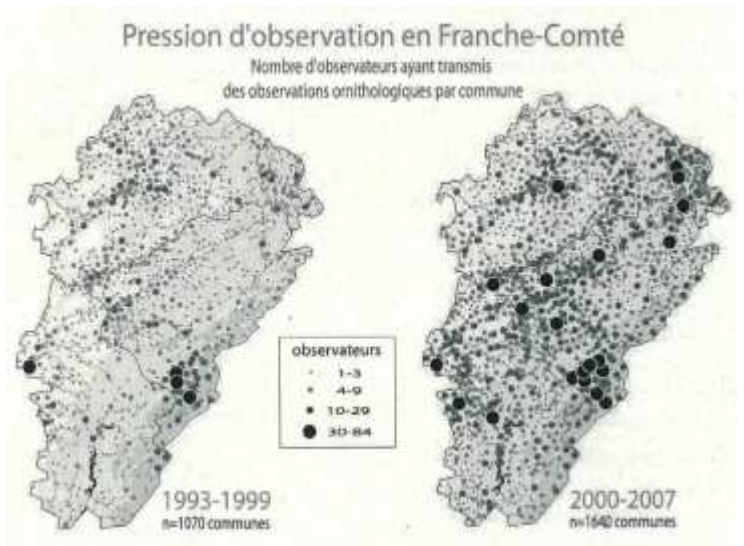 Pression d'observation en Franche-Comté
Nombre d'observateurs ayant transmis
des observations ornithologiques par commune
observateurs
1-3
4-9
10-29
30-84
1993-1999
n=1070 communes
2000-2007
n=1640 communes